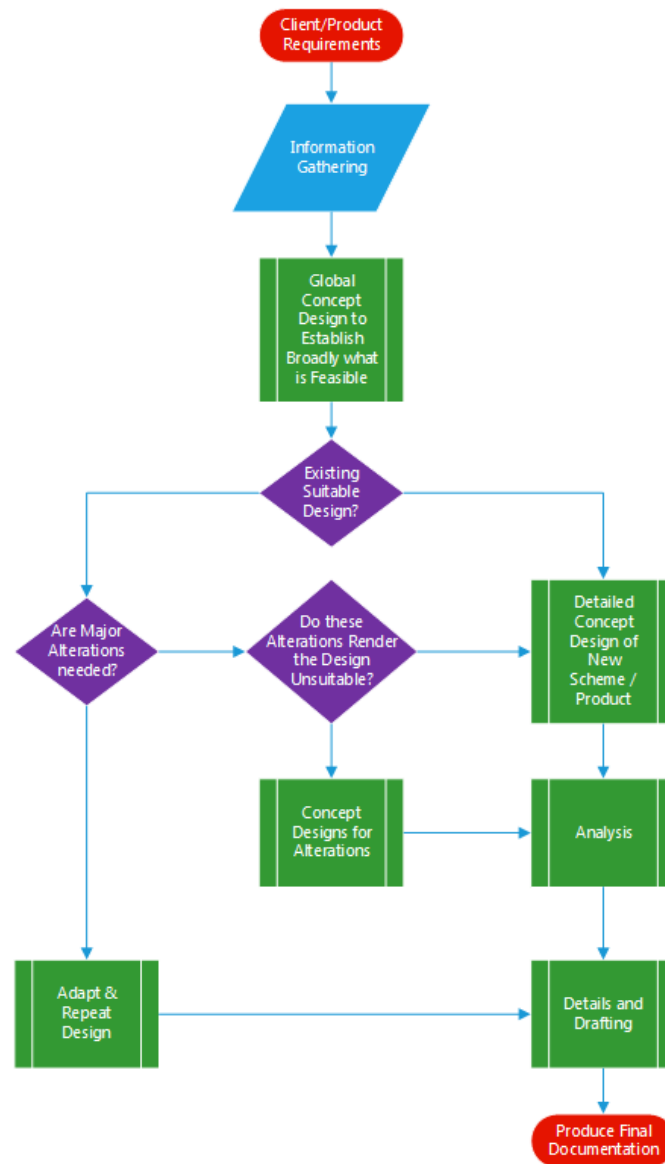 Client/Product
Requirements
Information
Gathering
Global
Concept
Design to
Establish
Broadly what
is Feasible
Existing
Suitable
Design?
Are Major
Alterations
needed?
Do these
Alterations Render
the Design
Unsuitable?
Detailed
Concept
Design of
New
Scheme /
Product
Concept
Designs for
Alterations
Analysis
Adapt &
Repeat
Design
Details and
Drafting
Produce Final
Documentation